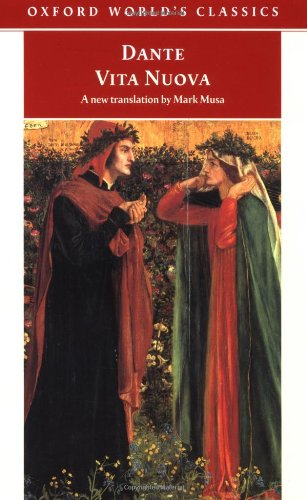 OXFORD WORLD'S CLASSICS
DANTE
VITA NUOVA
A new translation by Mark Musa